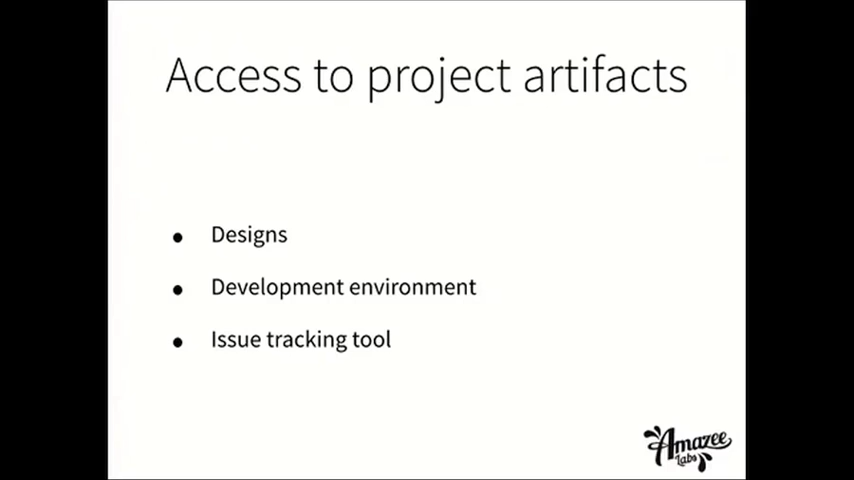 Access to project artifacts
• Designs
• Development environment
• Issue tracking tool
Amazee
Labs